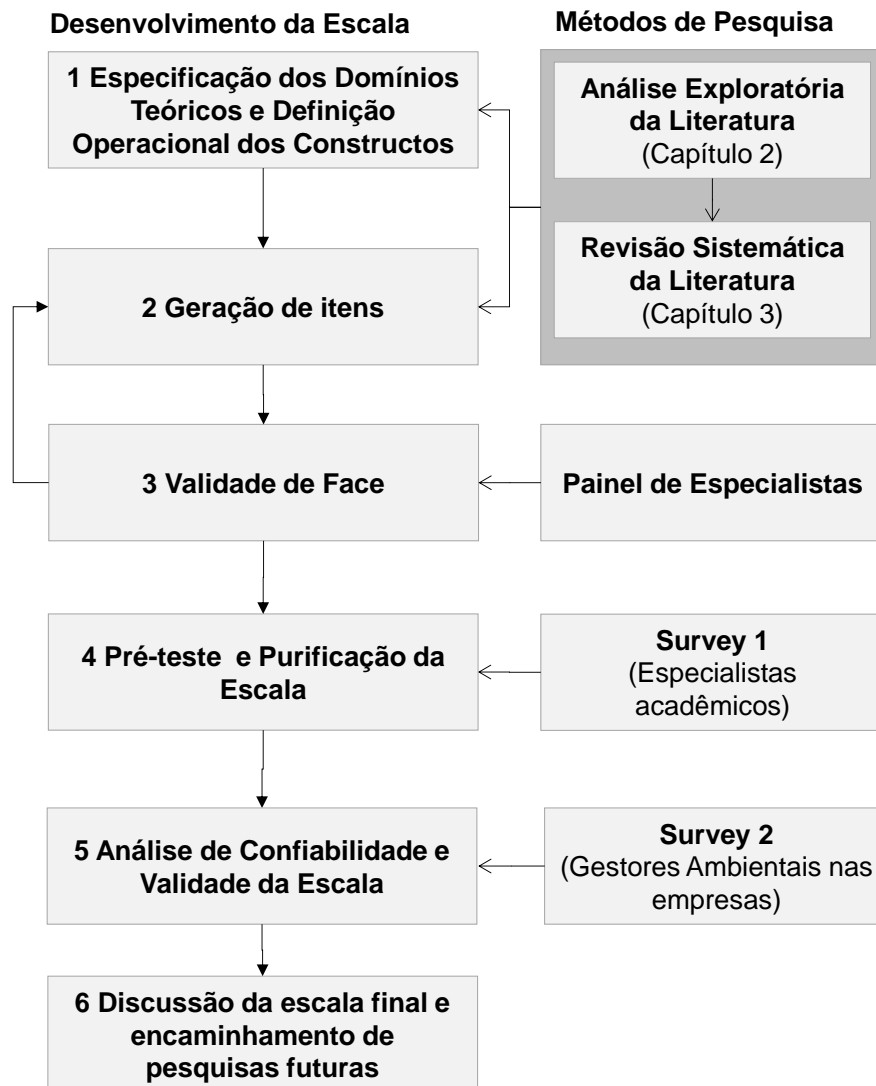 Desenvolvimento da Escala
Métodos de Pesquisa
1 Especificação dos Domínios
Teóricos e Definição
Operacional dos Constructos
Análise Exploratória
da Literatura
(Capítulo 2)
Revisão Sistemática
da Literatura
(Capítulo 3)
2 Geração de itens
3 Validade de Face
Painel de Especialistas
4 Pré-teste e Purificação da
Escala
Survey 1
(Especialistas
acadêmicos)
5 Análise de Confiabilidade e
Validade da Escala
Survey 2
(Gestores Ambientais nas
empresas)
6 Discussão da escala final e
encaminhamento de
pesquisas futuras